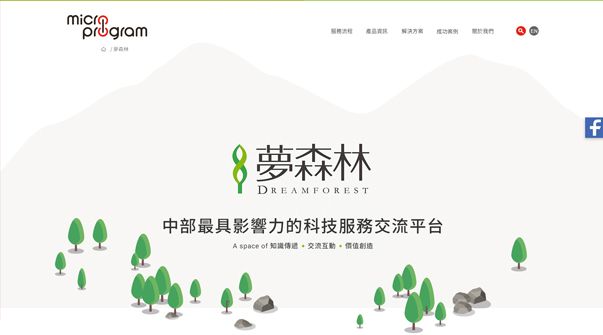 micro
program
服務流程 產品資訊 解決方案 成功案例 關於我們 EN
/ 夢森林
夢森林
DREAMFOREST
中部最具影響力的科技服務交流平台
A space of 知識傳遞 • 交流互動 • 價值創造